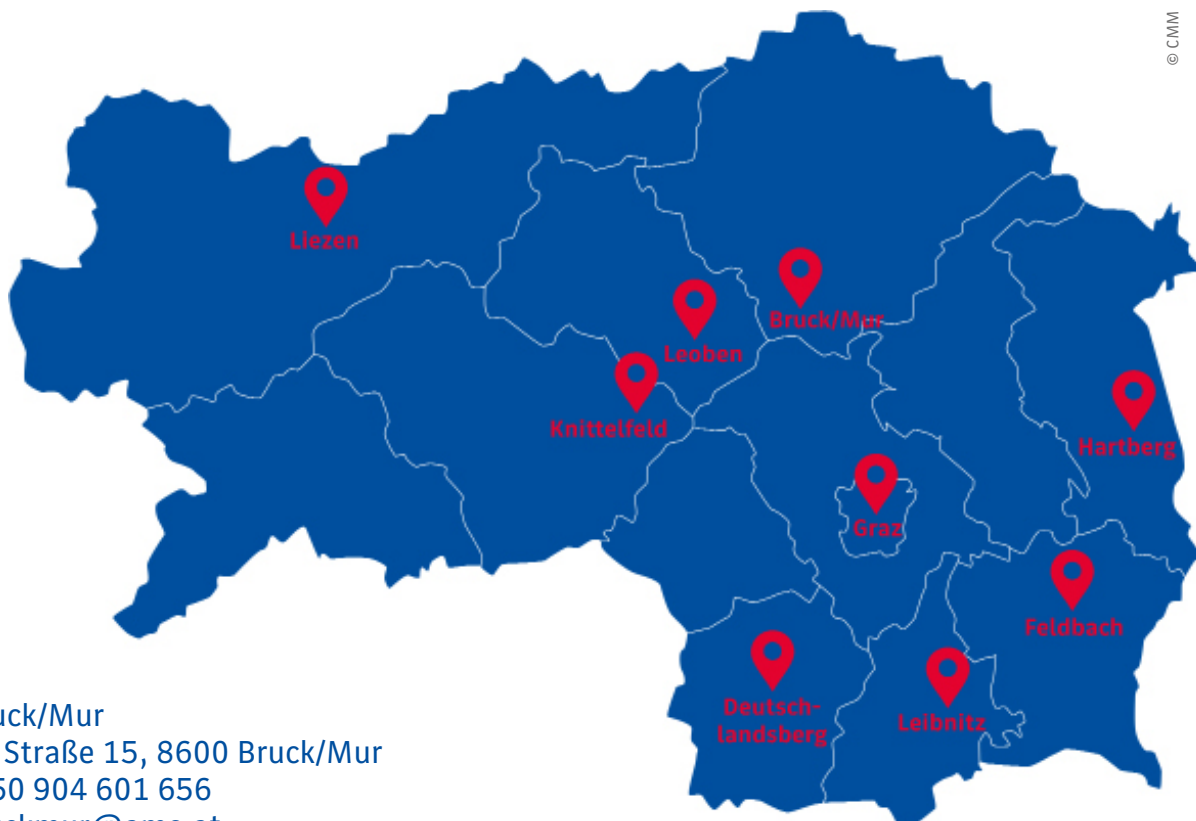 © CMM
Liezen
Bruck/Mur
Leoben
Knittelfeld
Hartberg
Graz
Feldbach
Deutsch-
landsberg
Leibnitz
uck/Mur
Straße 15, 8600 Bruck/Mur
50 904 601 656